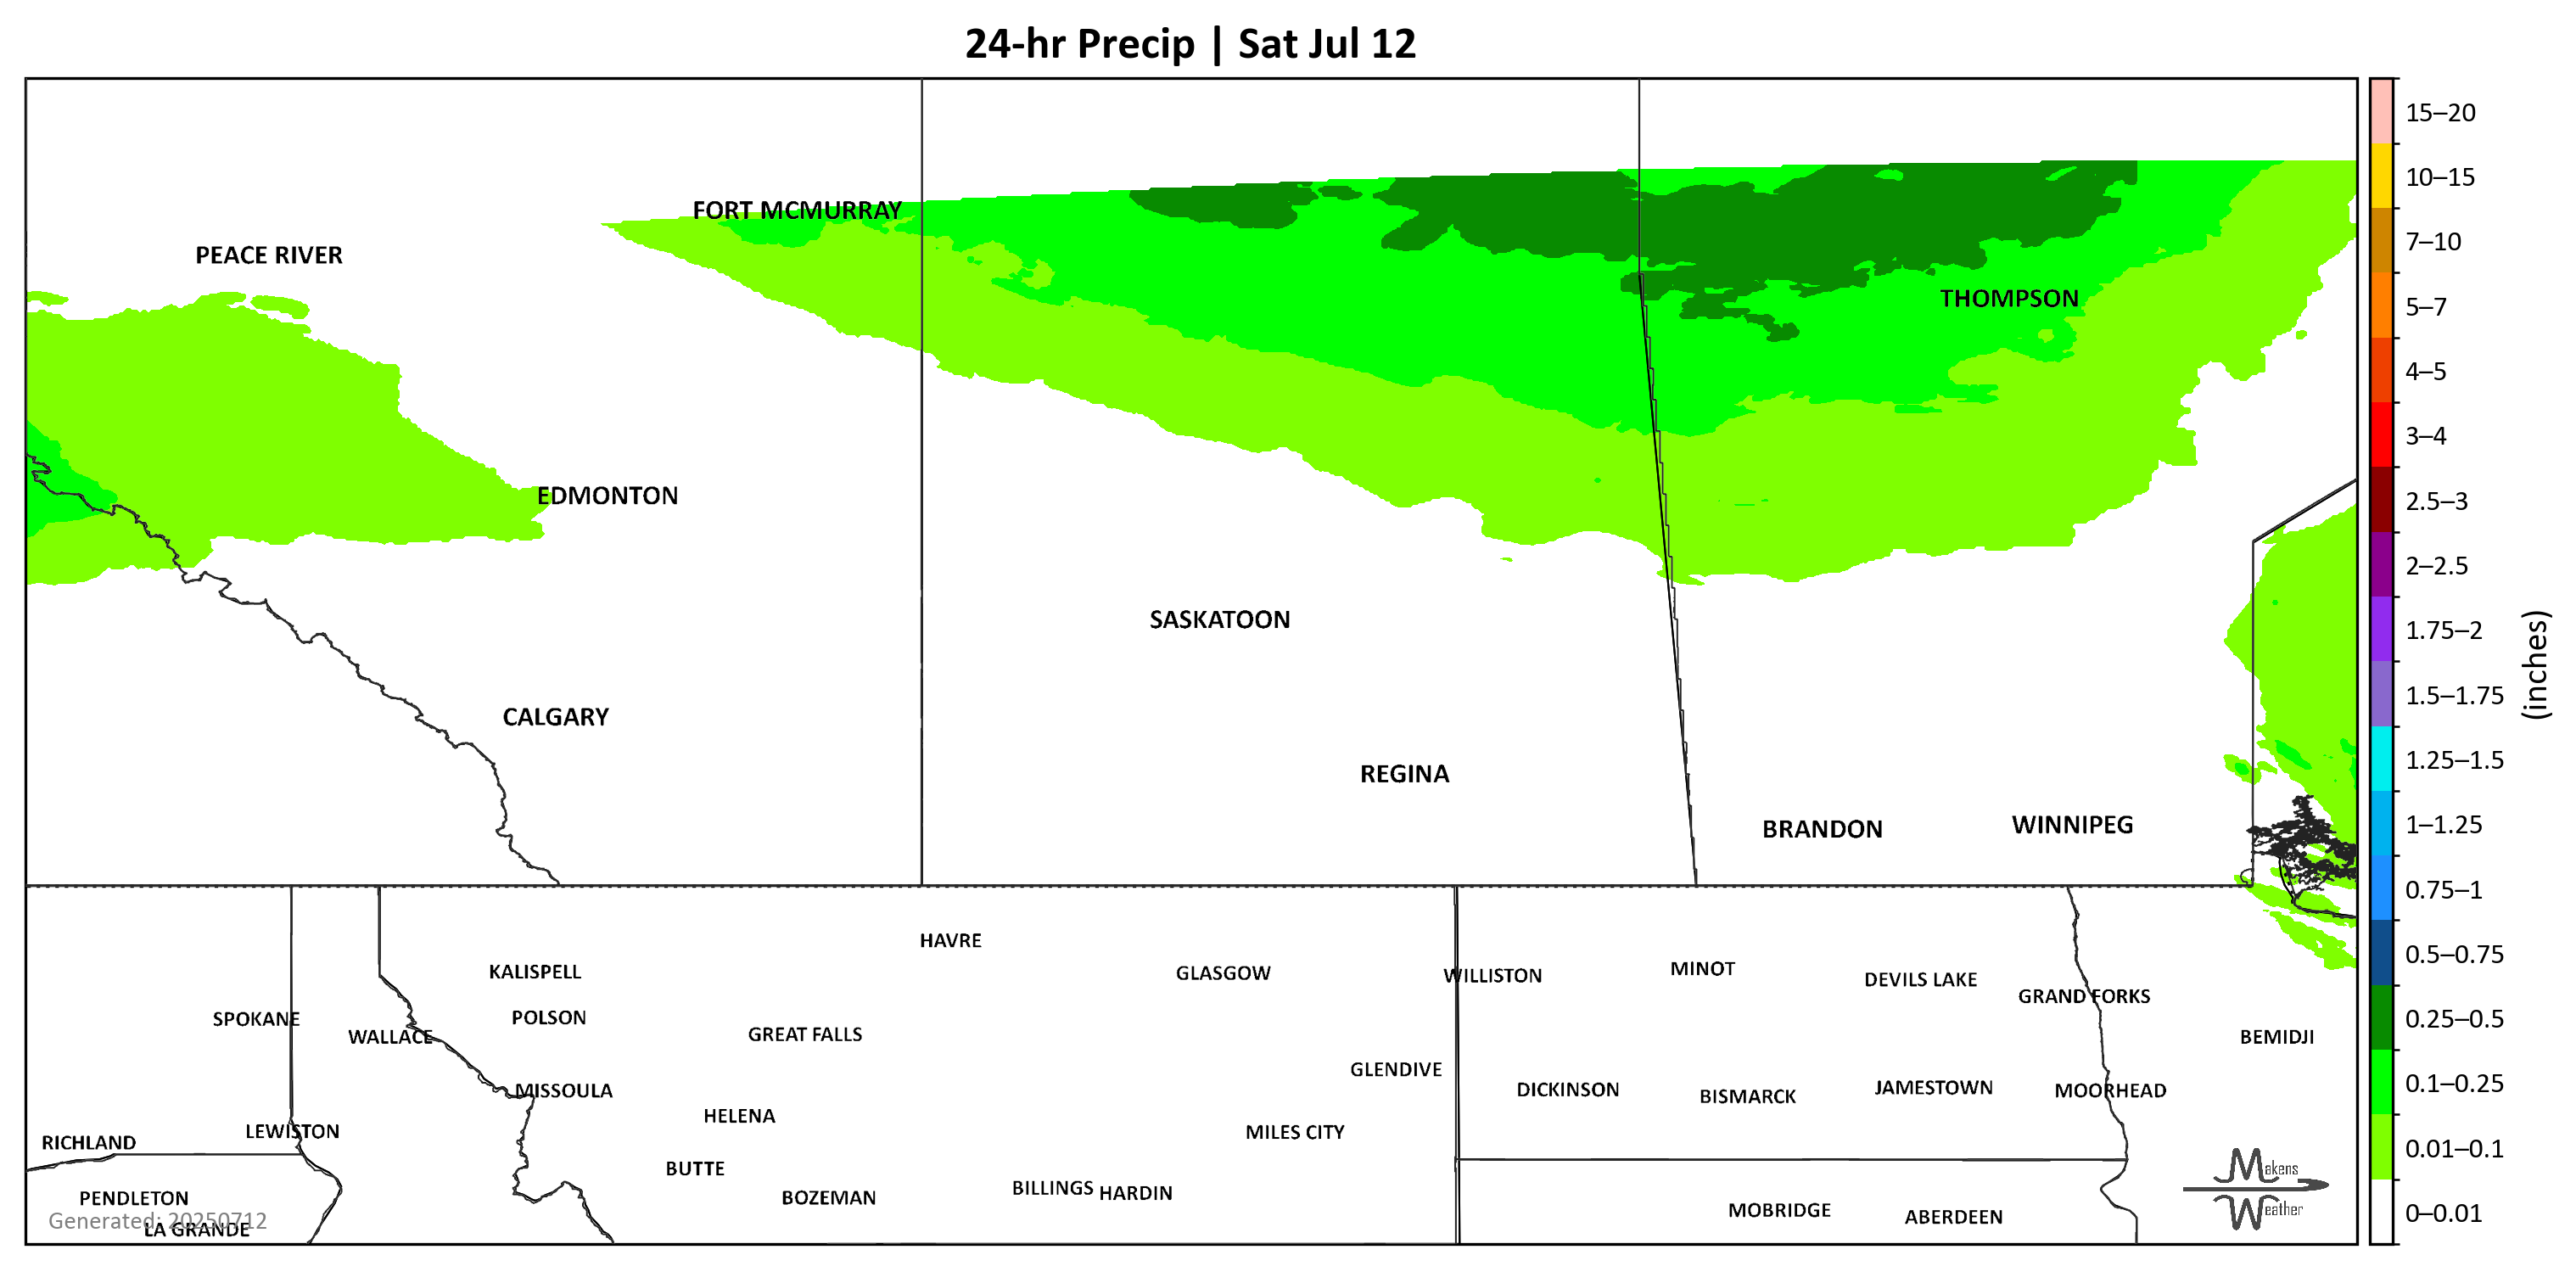 24-hr Precip | Sat Jul 12
FORT MCMURRAY
PEACE RIVER
THOMPSON
EDMONTON
SASKATOON
CALGARY
REGINA
BRANDON
WINNIPEG
HAVRE
KALISPELL
GLASGOW
WILLISTON
MINOT
DEVILS LAKE
GRAND FORKS
SPOKANE
POLSON
WALLACE
GREAT FALLS
BEMIDJI
GLENDIVE
MISSOULA
DICKINSON
BISMARCK
JAMESTOWN
MOORHEAD
HELENA
LEWISTON
MILES CITY
RICHLAND
BUTTE
BILLINGS
HARDIN
PENDLETON
BOZEMAN
MOBRIDGE
ABERDEEN
Generated: 20250712
LA GRANDE
Makens
Weather
15–20
10–15
7–10
5–7
4–5
3–4
2.5–3
2–2.5
1.75–2
1.5–1.75
1.25–1.5
1–1.25
0.75–1
0.5–0.75
0.25–0.5
0.1–0.25
0.01–0.1
0–0.01
(inches)